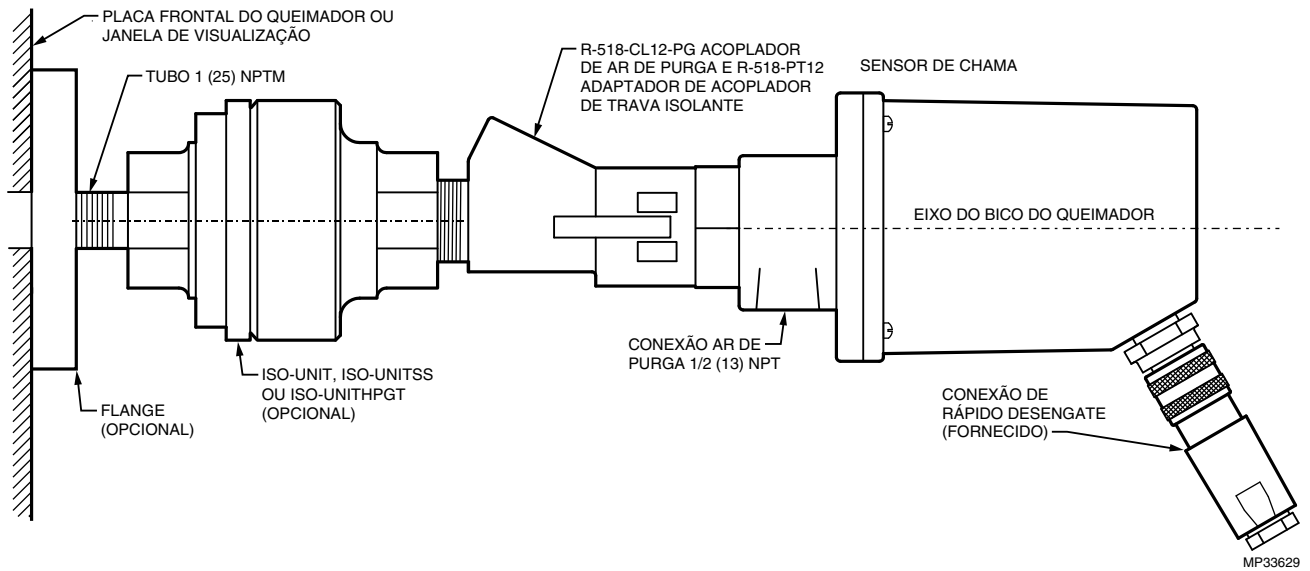 PLACA FRONTAL DO QUEIMADOR OU
JANELA DE VISUALIZAÇÃO
TUBO 1 (25) NPTM
R-518-CL12-PG ACOPLADOR
DE AR DE PURGA E R-518-PT12
ADAPTADOR DE ACOPLADOR
DE TRAVA ISOLANTE
SENSOR DE CHAMA
EIXO DO BICO DO QUEIMADOR
CONEXÃO AR DE
PURGA 1/2 (13) NPT
ISO-UNIT, ISO-UNITSS
OU ISO-UNITHPGT
(OPCIONAL)
FLANGE
(OPCIONAL)
CONEXÃO DE
RÁPIDO DESENGATE
(FORNECIDO)
MP33629